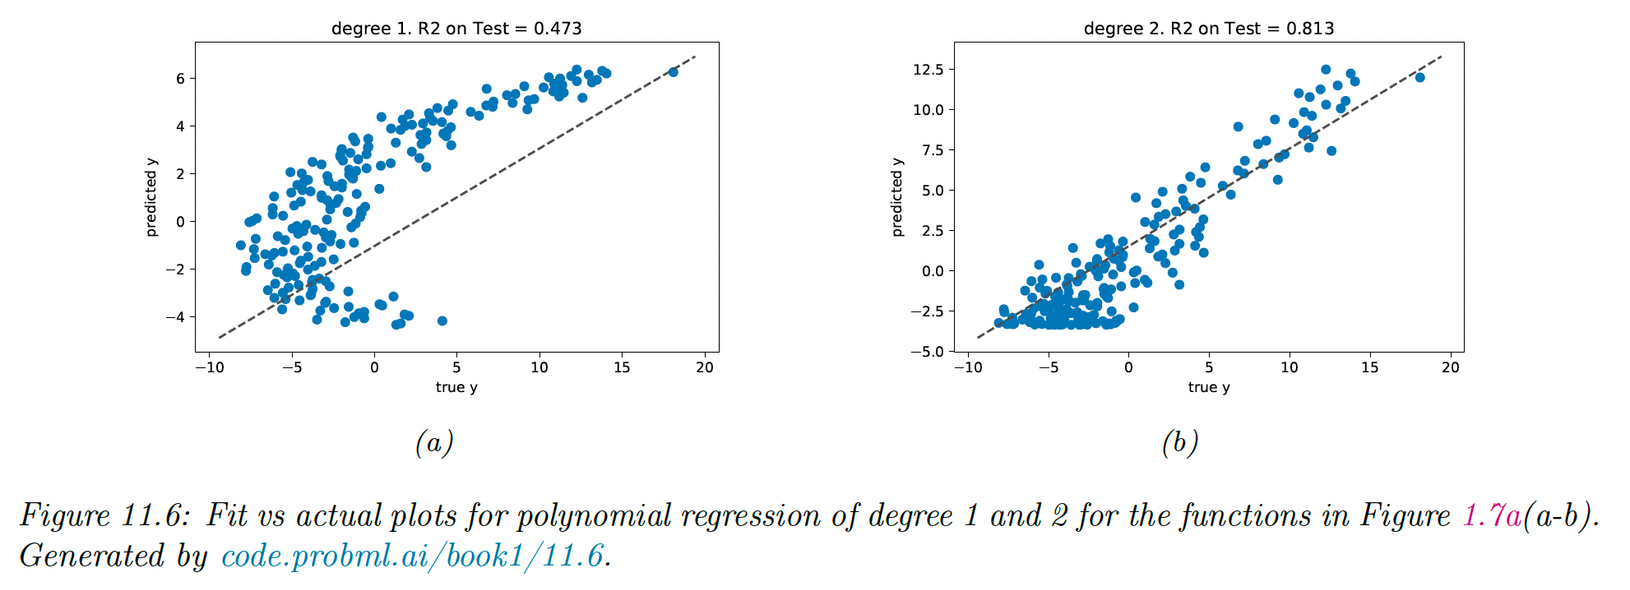 degree 1. R2 on Test = 0.473
6
4
2
0
−2
−4
predicted y
−10 −5 0 5 10 15 20
true y
(a)
degree 2. R2 on Test = 0.813
12.5
10.0
7.5
5.0
2.5
0.0
−2.5
−5.0
predicted y
−10 −5 0 5 10 15 20
true y
(b)
Figure 11.6: Fit vs actual plots for polynomial regression of degree 1 and 2 for the functions in Figure 1.7a(a-b).
Generated by code.probml.ai/book1/11.6.